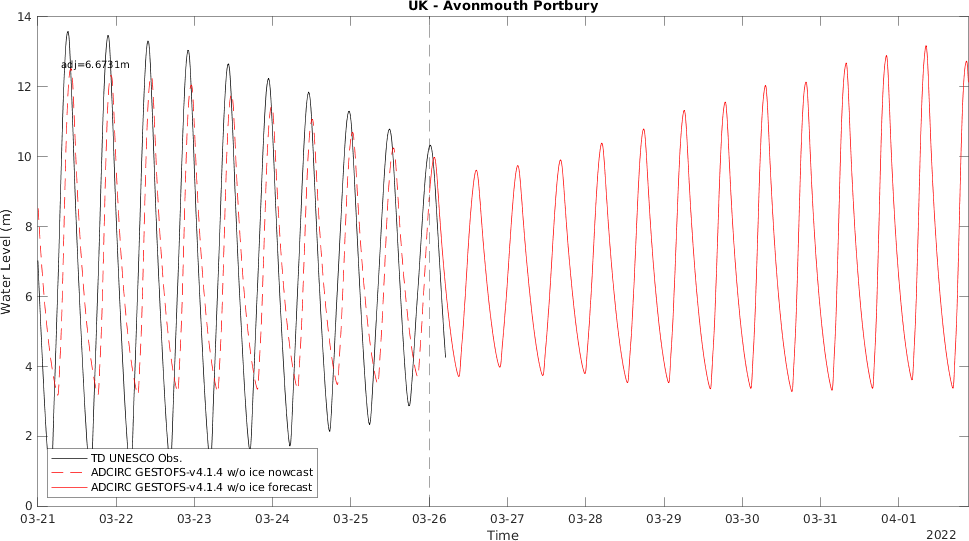 UK - Avonmouth Portbury
14
adj=6.6731m
12
10
8
6
4
2
0
Water Level (m)
TD UNESCO Obs.
ADCIRC GESTOFS-v4.1.4 w/o ice nowcast
ADCIRC GESTOFS-v4.1.4 w/o ice forecast
03-21 03-22 03-23 03-24 03-25 03-26 03-27 03-28 03-29 03-30 03-31 04-01
Time
2022